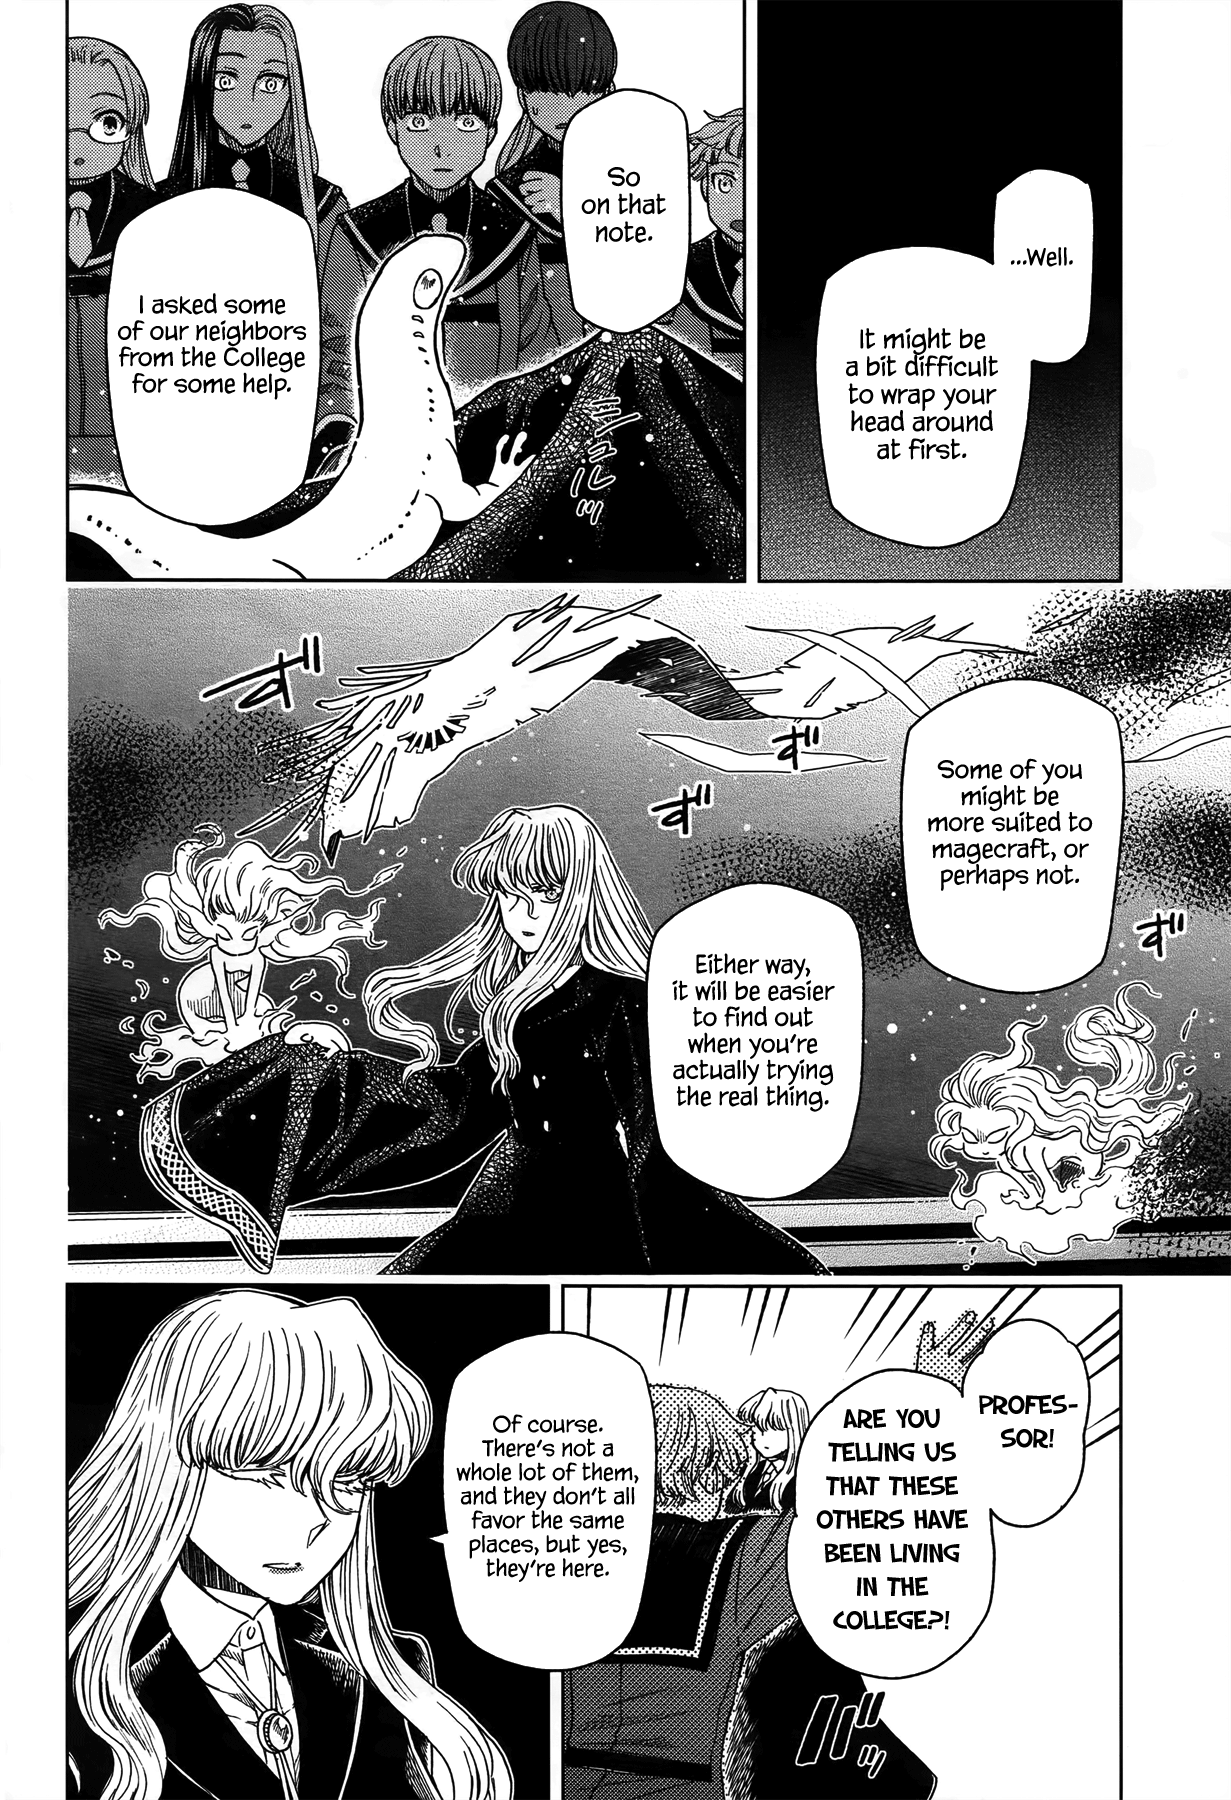 ...Well.
It might be
a bit difficult
to wrap your
head around
at first.
So
on that
note.
I asked some
of our neighbors
from the College
for some help.
シュルッ
Some of you
might be
more suited to
magecraft, or
perhaps not.
Either way,
it will be easier
to find out
when you're
actually trying
the real thing.
ず"
ず"
ず"
ず"
PROFES-
SOR!
ARE YOU
TELLING US
THAT THESE
OTHERS HAVE
BEEN LIVING
IN THE
COLLEGE?!
Of course.
There's not a
whole lot of them,
and they don't all
favor the same
places, but yes,
they're here.